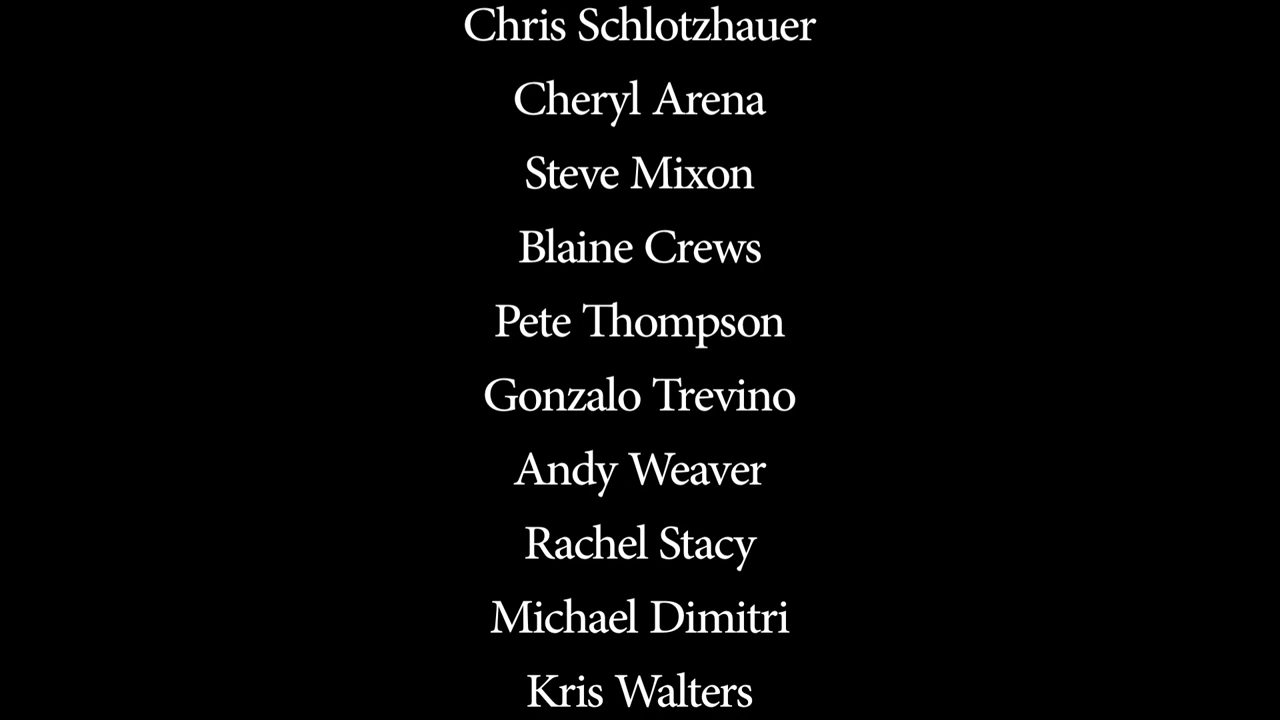 Chris Schlotzhauer
Cheryl Arena
Steve Mixon
Blaine Crews
Pete Thompson
Gonzalo Trevino
Andy Weaver
Rachel Stacy
Michael Dimitri
Kris Walters